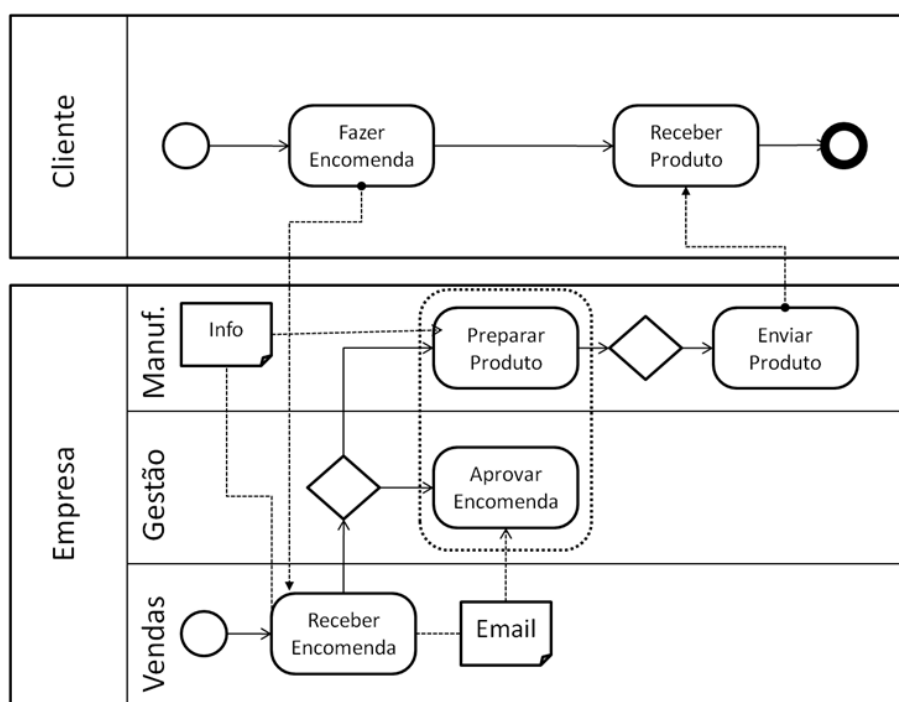 Cliente
Fazer
Encomenda
Receber
Produto
Empresa
Manuf.
Info
Preparar
Produto
Enviar
Produto
Gestão
Aprovar
Encomenda
Vendas
Receber
Encomenda
Email